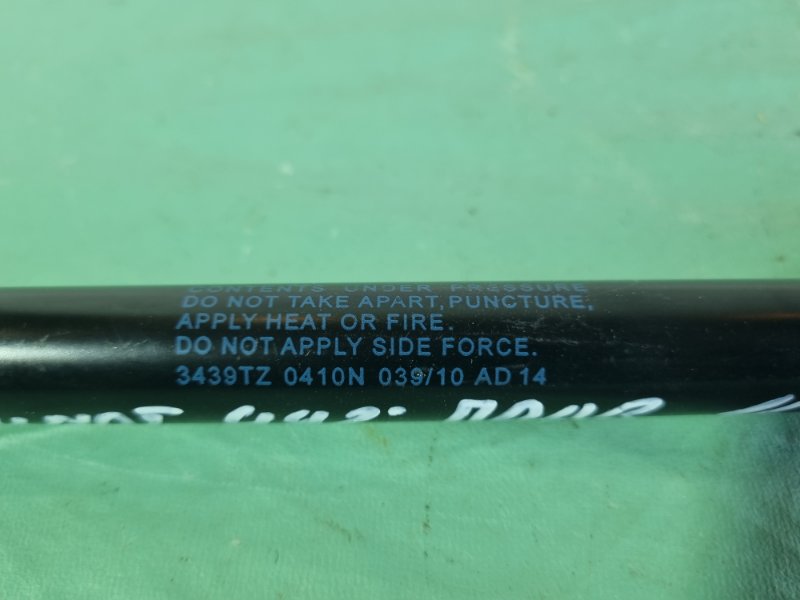 CONTENTS UNDER PRESSURE
DO NOT TAKE APART, PUNCTURE,
APPLY HEAT OR FIRE.
DO NOT APPLY SIDE FORCE.
3439TZ 0410N 039/10 AD 14